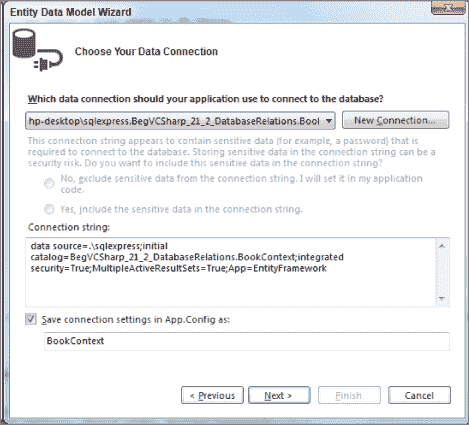 Entity Data Model Wizard
Choose Your Data Connection
Which data connection should your application use to connect to the database?
hp-desktop\sqlexpress.BegVCSharp_21_2_DatabaseRelations.Bool
New Connection...
This connection string appears to contain sensitive data (for example, a password) that is
required to connect to the database. Storing sensitive data in the connection string can be a
security risk. Do you want to include this sensitive data in the connection string?
No, exclude sensitive data from the connection string. I will set it in my application
code.
Yes, include the sensitive data in the connection string.
Connection string:
data source=.\sqlexpress;initial
catalog=BegVCSharp_21_2_DatabaseRelations.BookContext;integrated
security=True;MultipleActiveResultSets=True;App=EntityFramework
Save connection settings in App.Config as:
BookContext
< Previous
Next >
Finish
Cancel